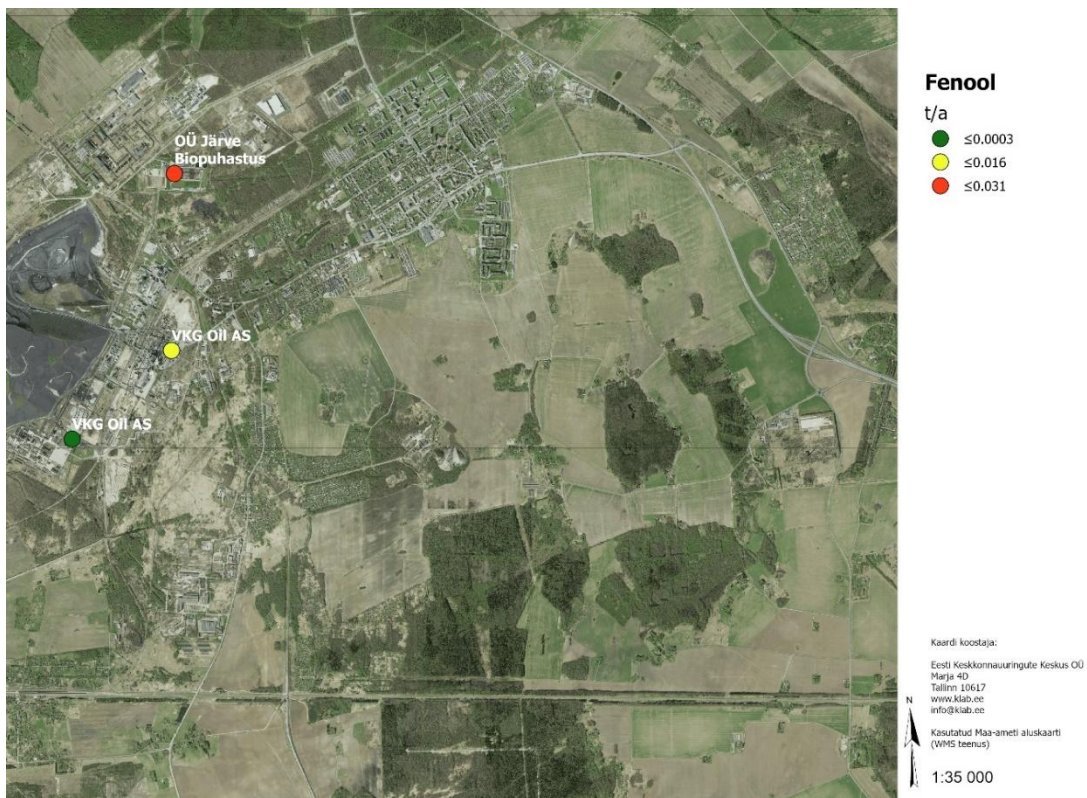 OÜ Järve
Biopuhastus
VKG Oil AS
VKG Oil AS
Fenool
t/a
≤0.0003
≤0.016
≤0.031
Kaardi koostaja:
Eesti Keskkonnauuringute Keskus OÜ
Marja 4D
Tallinn 10617
www.klab.ee
info@klab.ee
Kasutatud Maa-ameti aluskaarti
(WMS teenus)
N
1:35 000